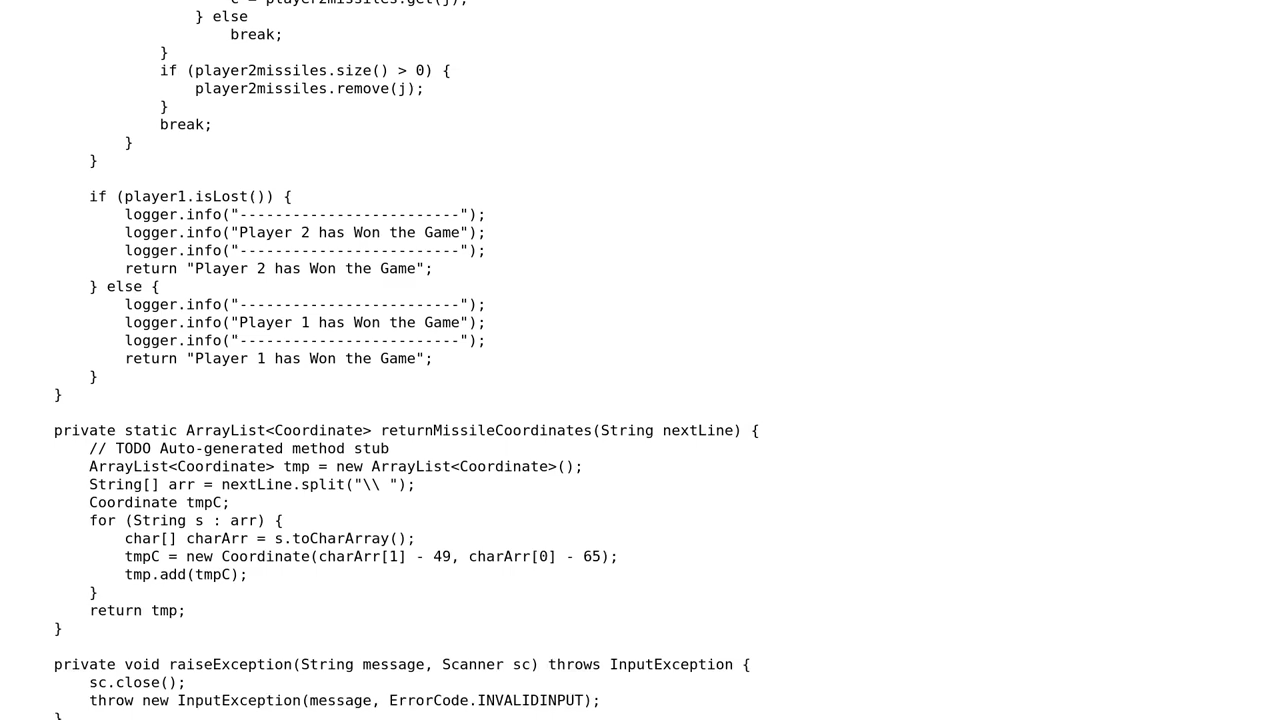 } else
break;
}
if (player2missiles.size() > 0) {
player2missiles.remove(j);
}
break;
}
}
if (player1.isLost()) {
logger.info("-------------------------");
logger.info("Player 2 has Won the Game");
logger.info("-------------------------");
return "Player 2 has Won the Game";
} else {
logger.info("-------------------------");
logger.info("Player 1 has Won the Game");
logger.info("-------------------------");
return "Player 1 has Won the Game";
}
}
private static ArrayList<Coordinate> returnMissileCoordinates(String nextLine) {
// TODO Auto-generated method stub
ArrayList<Coordinate> tmp = new ArrayList<Coordinate>();
String[] arr = nextLine.split("\\ ");
Coordinate tmpC;
for (String s : arr) {
char[] charArr = s.toCharArray();
tmpC = new Coordinate(charArr[1] - 49, charArr[0] - 65);
tmp.add(tmpC);
}
return tmp;
}
private void raiseException(String message, Scanner sc) throws InputException {
sc.close();
throw new InputException(message, ErrorCode.INVALIDINPUT);
}